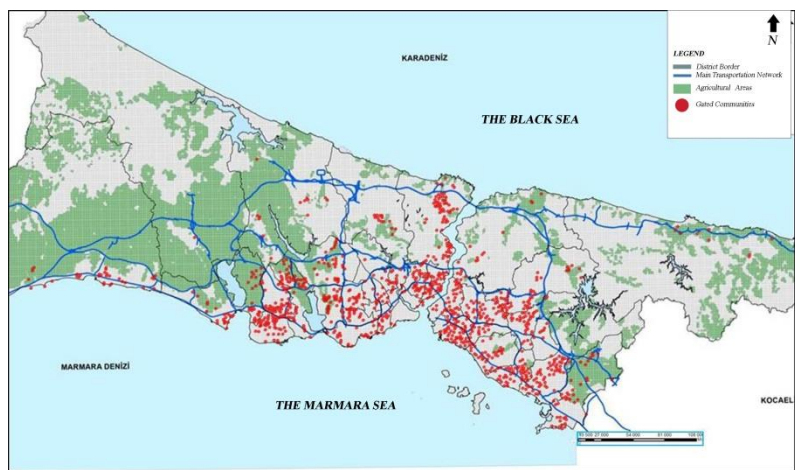 KARADENİZ
N
LEGEND
District Border
Main Transportation Network
Agricultural Areas
Gated Communities
THE BLACK SEA
MARMARA DENİZİ
THE MARMARA SEA
KOCAEL